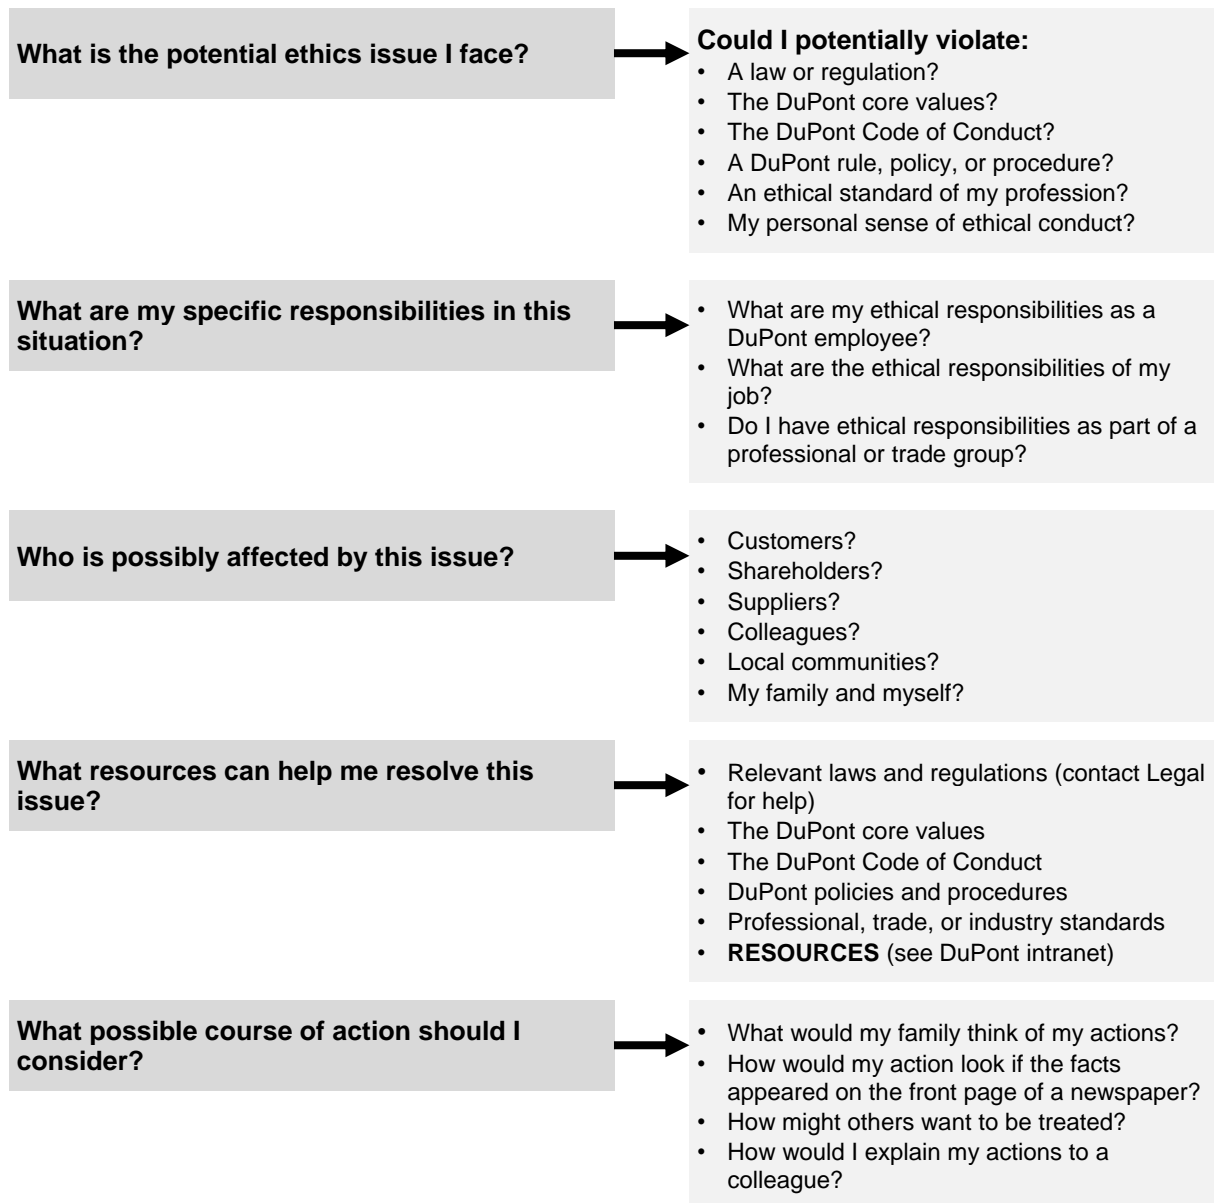 What is the potential ethics issue I face?
Could I potentially violate:
• A law or regulation?
• The DuPont core values?
• The DuPont Code of Conduct?
• A DuPont rule, policy, or procedure?
• An ethical standard of my profession?
• My personal sense of ethical conduct?
What are my specific responsibilities in this
situation?
• What are my ethical responsibilities as a
DuPont employee?
• What are the ethical responsibilities of my
job?
• Do I have ethical responsibilities as part of a
professional or trade group?
Who is possibly affected by this issue?
• Customers?
• Shareholders?
• Suppliers?
• Colleagues?
• Local communities?
• My family and myself?
What resources can help me resolve this
issue?
• Relevant laws and regulations (contact Legal
for help)
• The DuPont core values
• The DuPont Code of Conduct
• DuPont policies and procedures
• Professional, trade, or industry standards
• RESOURCES (see DuPont intranet)
What possible course of action should I
consider?
• What would my family think of my actions?
• How would my action look if the facts
appeared on the front page of a newspaper?
• How might others want to be treated?
• How would I explain my actions to a
colleague?